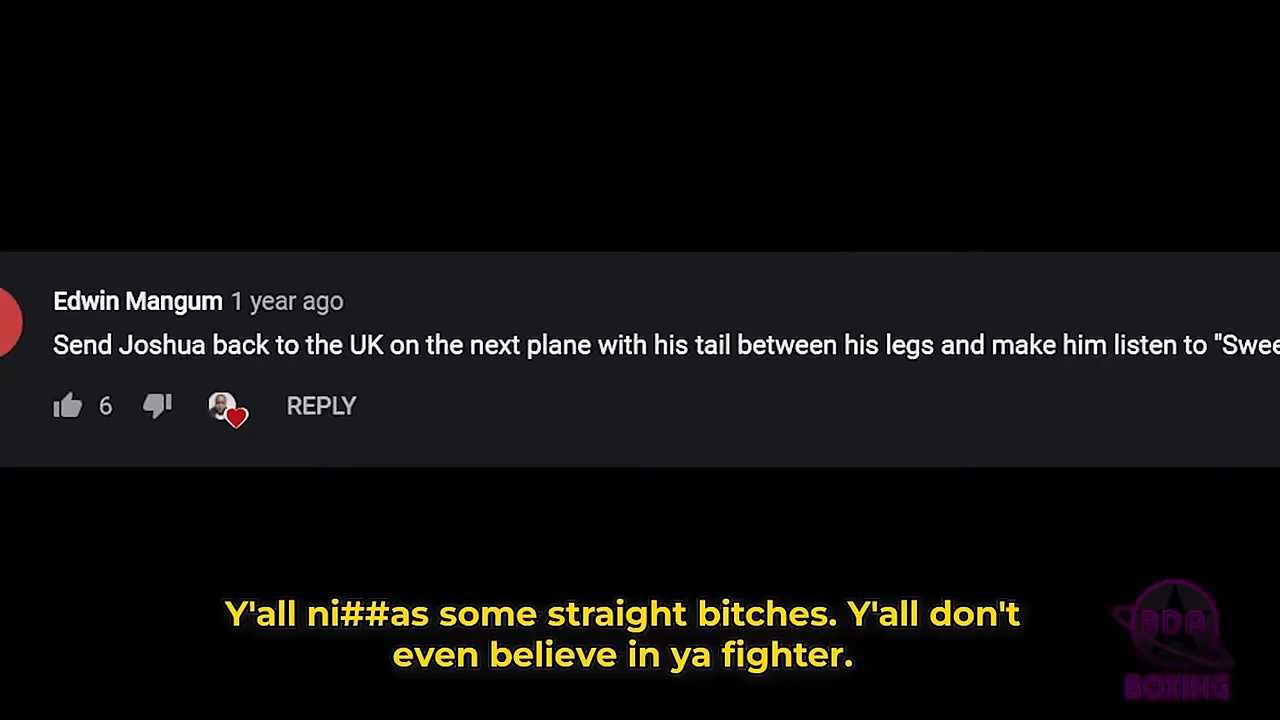 Edwin Mangum 1 year ago
Send Joshua back to the UK on the next plane with his tail between his legs and make him listen to "Swee
6 REPLY
Y'all ni##as some straight bitches. Y'all don't
even believe in ya fighter.
BDA
BOXING